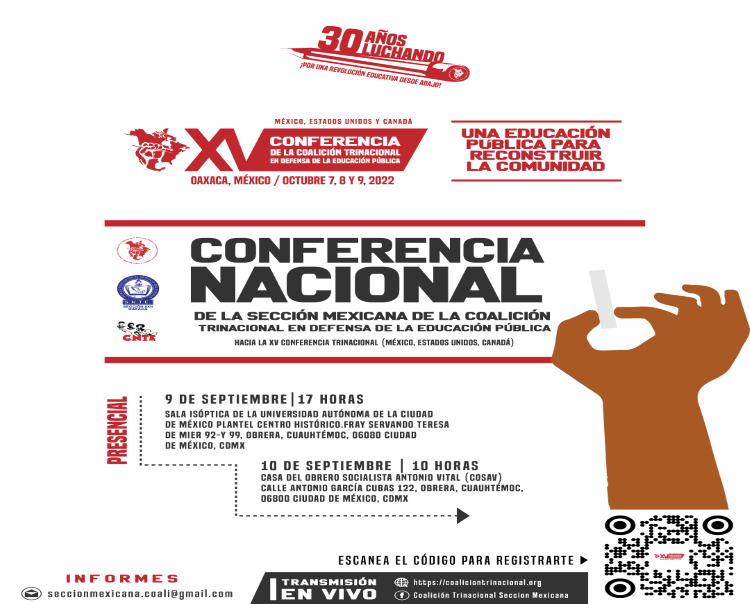 30 AÑOS
LUCHANDO
¡POR UNA REVOLUCIÓN EDUCATIVA DESDE ABAJO!
MÉXICO, ESTADOS UNIDOS Y CANADÁ
XV CONFERENCIA
DE LA COALICIÓN TRINACIONAL
EN DEFENSA DE LA EDUCACIÓN PÚBLICA
OAXACA, MÉXICO / OCTUBRE 7, 8 Y 9, 2022
UNA EDUCACIÓN
PÚBLICA PARA
RECONSTRUIR
LA COMUNIDAD
CONFERENCIA
NACIONAL
DE LA SECCIÓN MEXICANA DE LA COALICIÓN
TRINACIONAL EN DEFENSA DE LA EDUCACIÓN PÚBLICA
HACIA LA XV CONFERENCIA TRINACIONAL (MÉXICO, ESTADOS UNIDOS, CANADÁ)
CNTE
PRESENCIAL
9 DE SEPTIEMBRE|17 HORAS
SALA ISÓPTICA DE LA UNIVERSIDAD AUTÓNOMA DE LA CIUDAD
DE MÉXICO PLANTEL CENTRO HISTÓRICO.FRAY SERVANDO TERESA
DE MIER 92-Y 99, OBRERA, CUAUHTÉMOC, 06080 CIUDAD
DE MÉXICO, CDMX
10 DE SEPTIEMBRE | 10 HORAS
CASA DEL OBRERO SOCIALISTA ANTONIO VITAL (COSAV)
CALLE ANTONIO GARCÍA CUBAS 122, OBRERA, CUAUHTÉMOC,
06800 CIUDAD DE MÉXICO, CDMX
ESCANEA EL CÓDIGO PARA REGISTRARTE
INFORMES
seccionmexicana.coali@gmail.com
TRANSMISIÓN
EN VIVO
https://coaliciontrinacional.org
Coalición Trinacional Seccion Mexicana